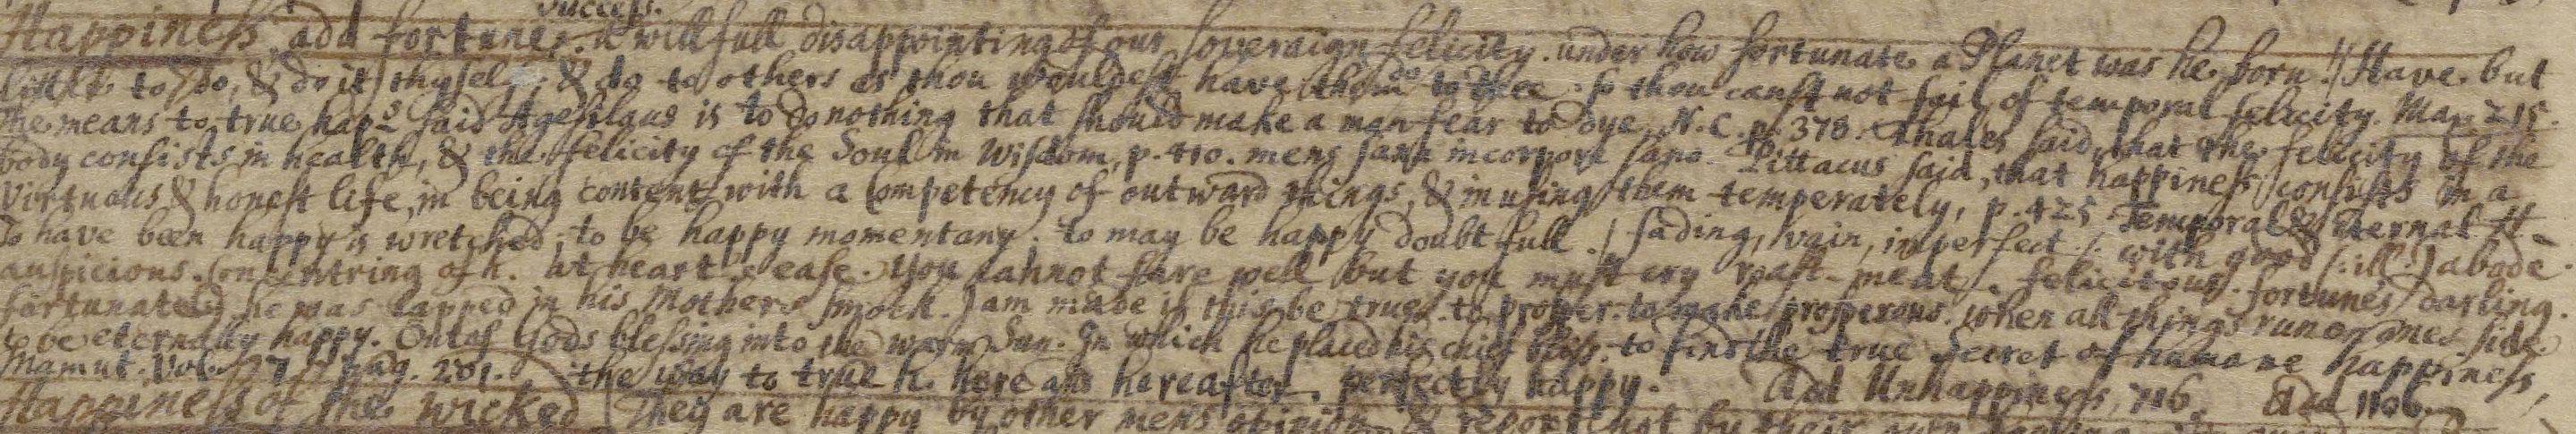 success.
Happiness. add fortune. a willfull disappointing of our soveraign felicity. under how fortunate a Planet was he born!// Have but
little to do, & do it thyself, & do to others as thou wouldest have them do to thee. so thou canst not fail of temporal felicity. Map 215.
The means to true haps. said Agesilaus is to do nothing that should make a man fear to dye, N.C. p. 378. Thales said, that the felicity of the
body consists in health, & the felicity of the Soul in Wisdom, p. 410. mens sana in corpore sano. Pittacus said, that happiness consists in a
virtuous & honest life, in being content with a competency of outward things, & in using them temperately, p. 425. Temporal & eternal H.
To have been happy is wretched; to be happy momentany. to may be happy doubtfull. / fading, vain, imperfect /. with good (:ill:) abode.
auspicious. Concentring of h. at hearts ease. You cannot fare well but you must cry roast-meat. felicitous. fortunes darling.
fortunate) he was lapped in his Mothers smock. I am made if this be true. to prosper. to make prosperous. when all things run on ones side.
to be eternally happy. Out of Gods blessing into the warm Sun. In which he placed his chief bliss. to find the true Secret of humane happiness,
Mamut. Vol. 7. pag. 201. the way to true h. here and hereafter. perfectly happy. Add Unhappiness, 716. Add 1106.
Happiness of the wicked (They are happy by other mens opinion & report, not by their own